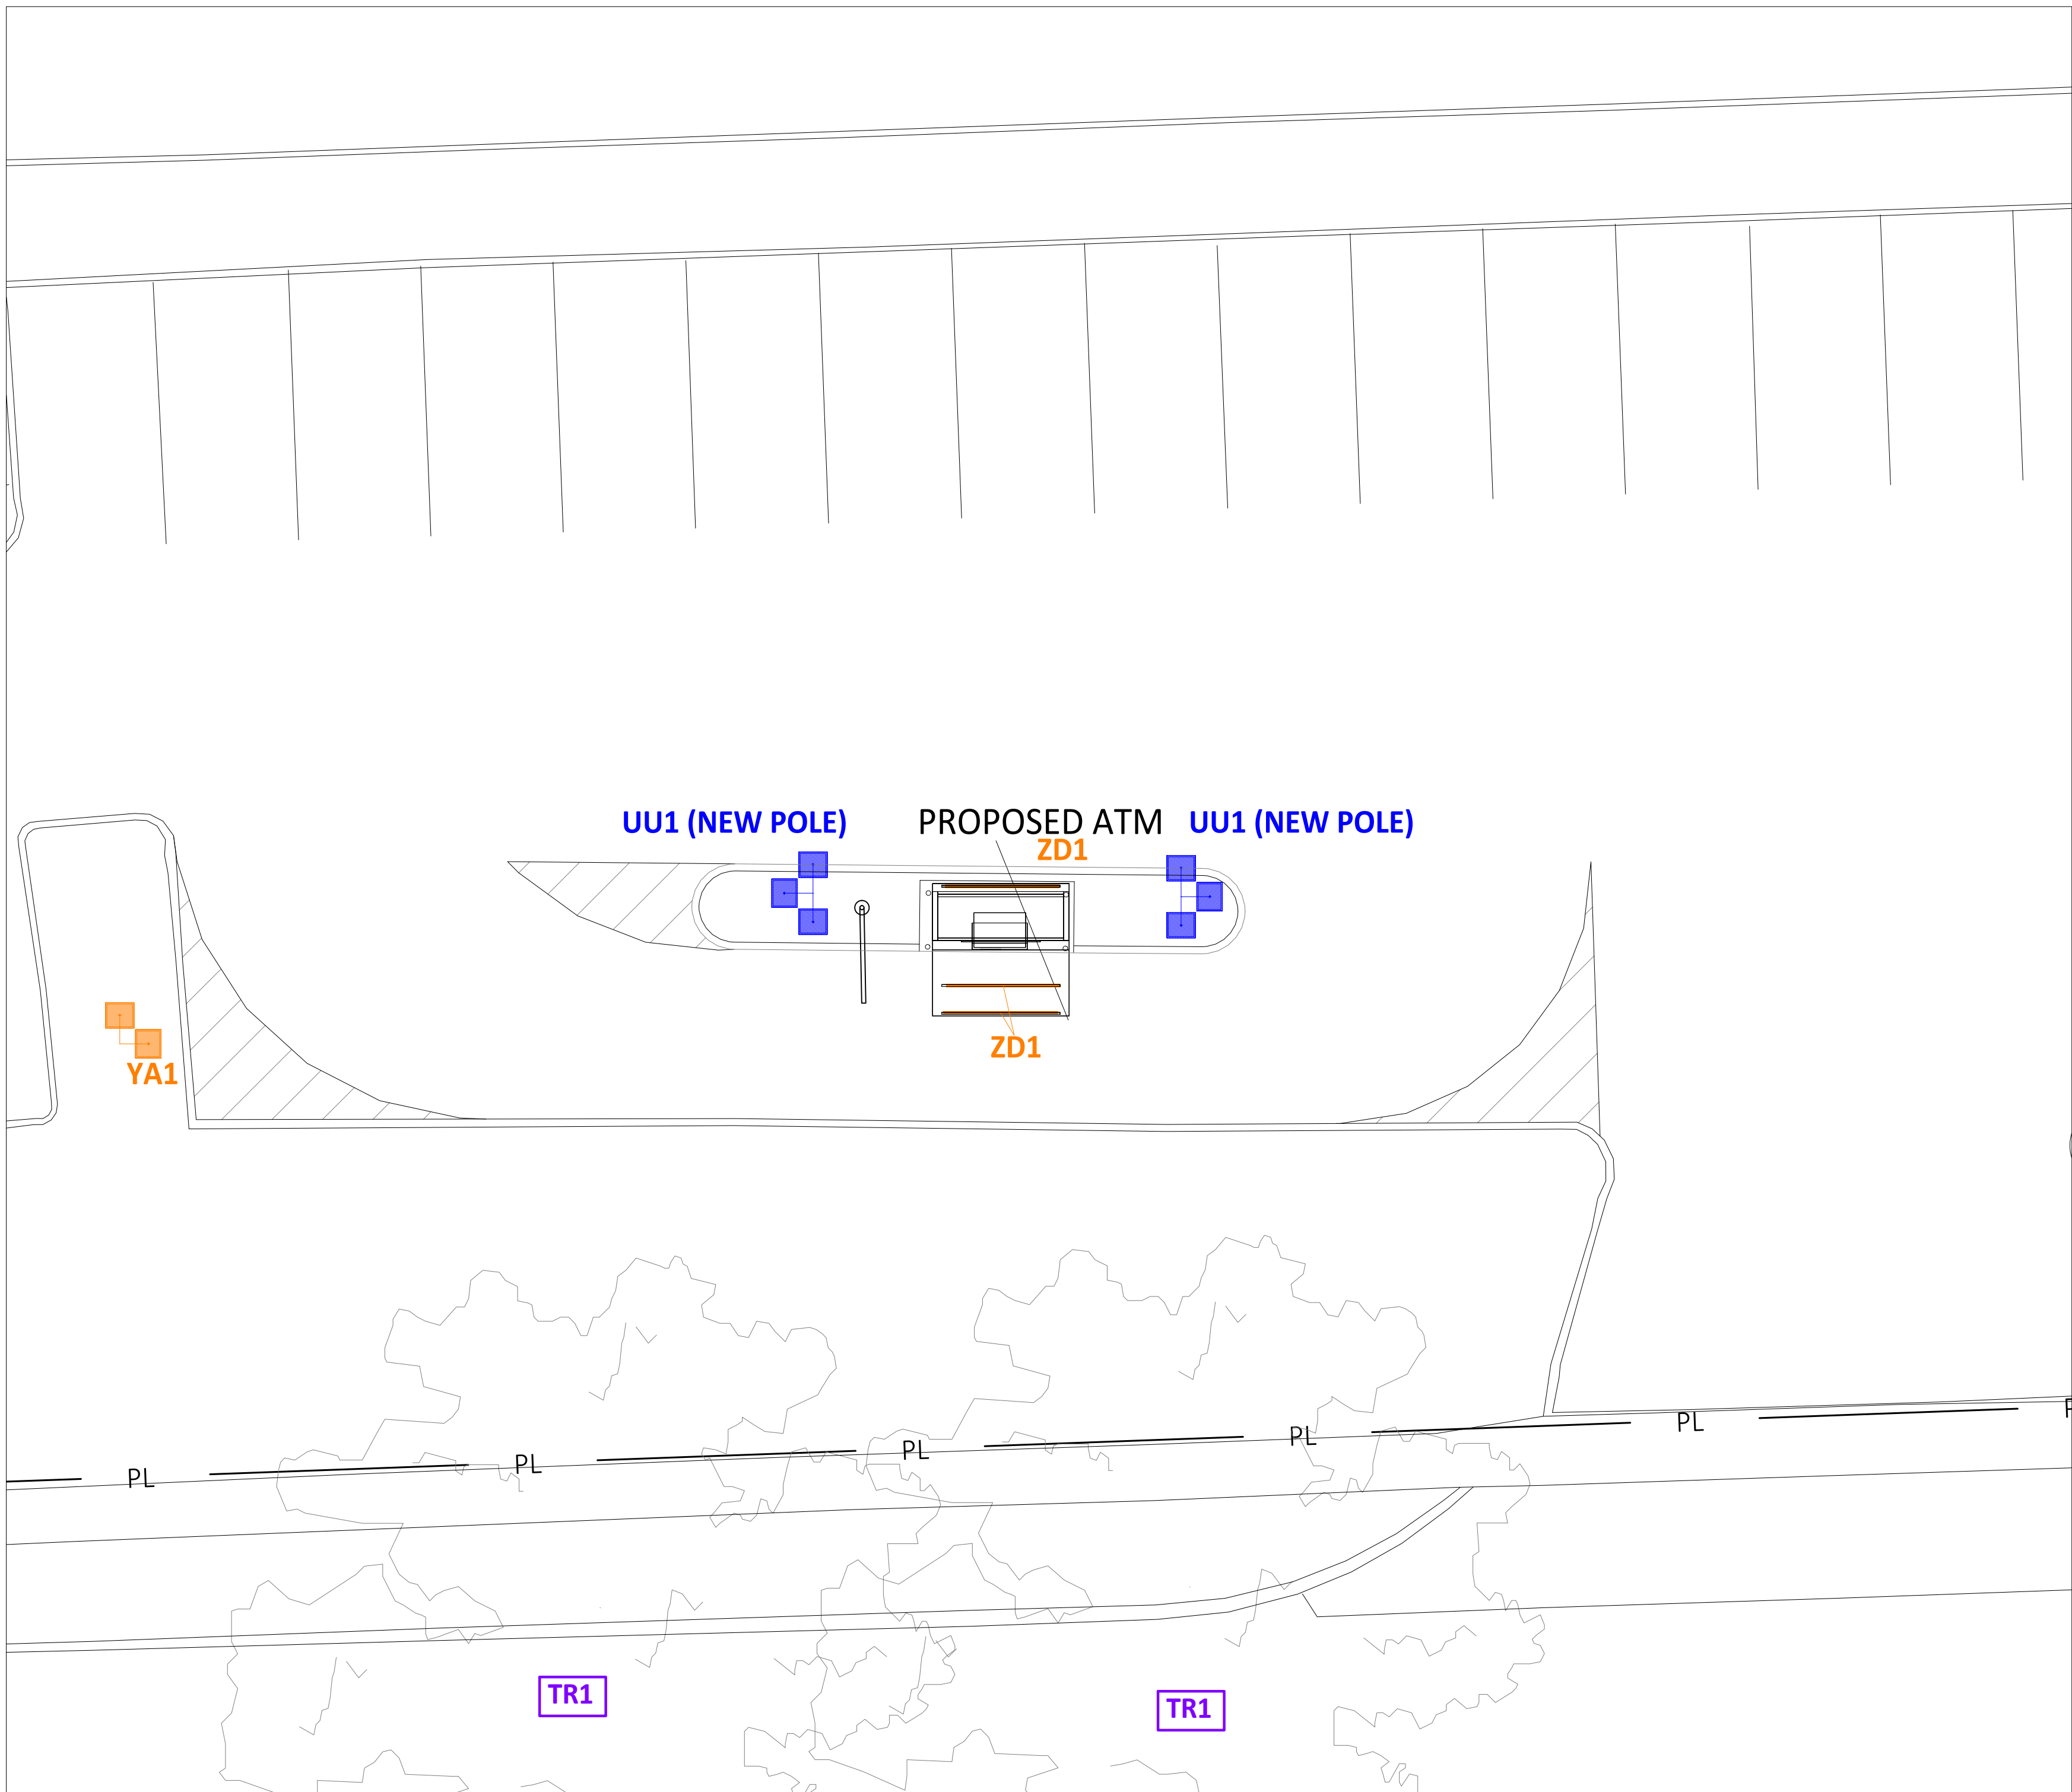 UU1 (NEW POLE)
PROPOSED ATM
UU1 (NEW POLE)
ZD1
ZD1
YA1
PL
PL
PL
PL
PL
TR1
TR1